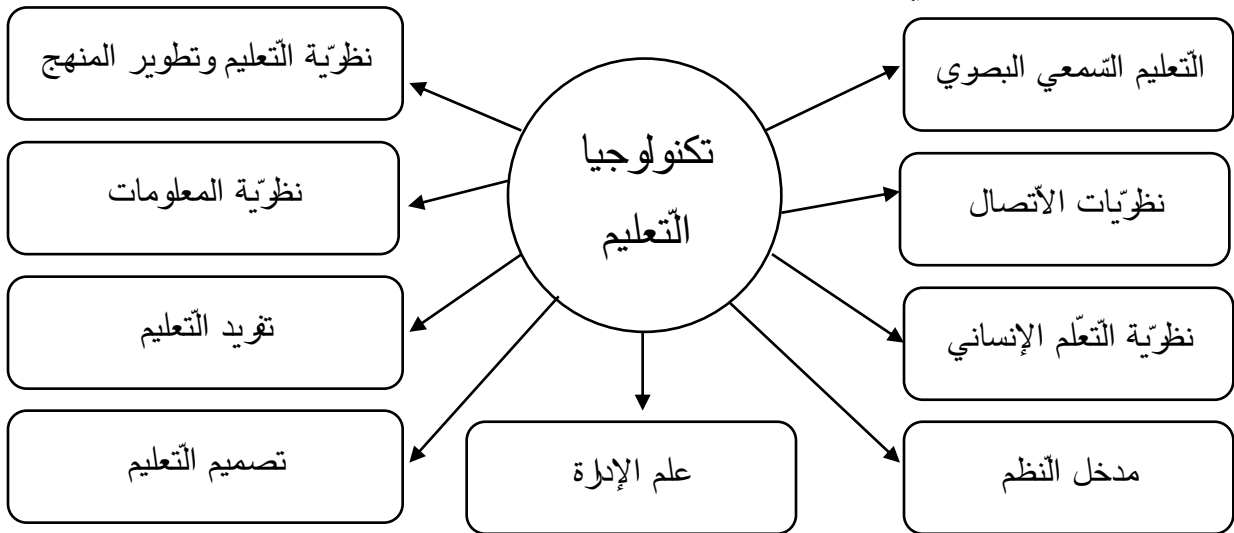 التّعليم السّمعي البصري
نظريّات الاتّصال
نظريّة التّعلّم الإنساني
مدخل النّظم
تكنولوجيا
التّعليم
علم الإدارة
نظريّة التّعليم وتطوير المنهج
نظريّة المعلومات
تفريد التّعليم
تصميم التّعليم